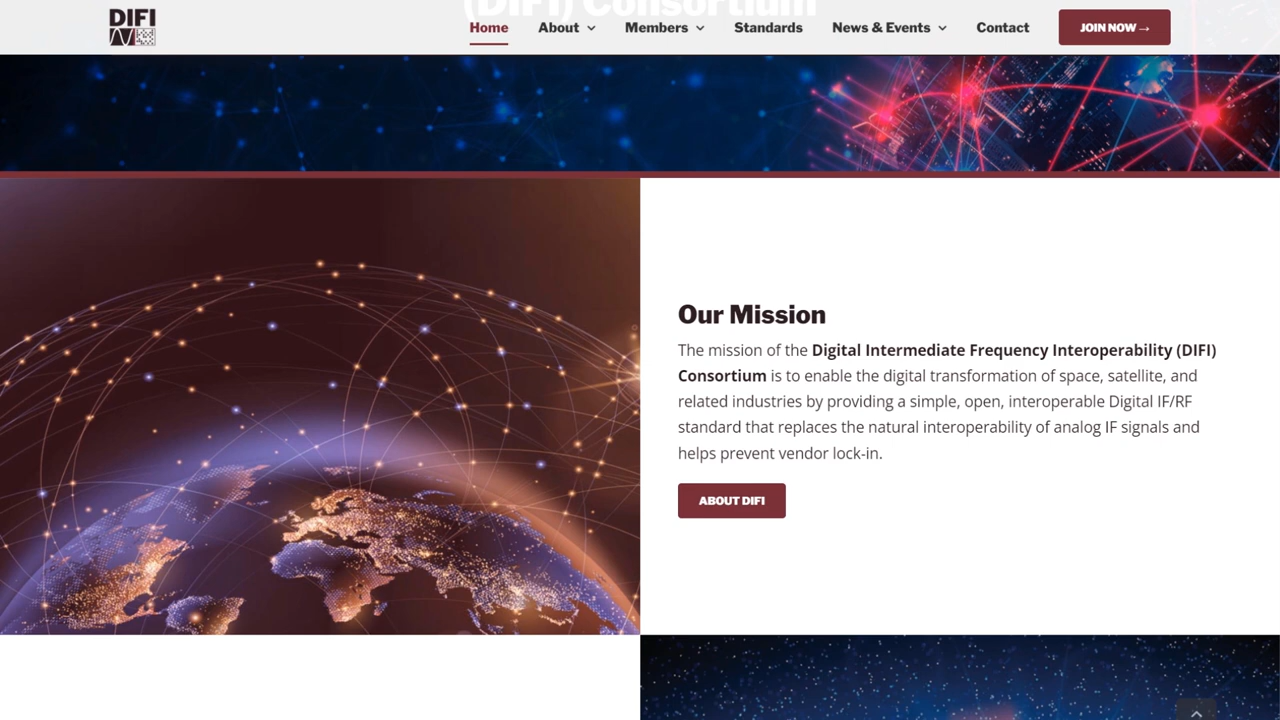 (DIFI) Consortium
DIFI
Home About Members Standards News & Events Contact JOIN NOW →
Our Mission
The mission of the Digital Intermediate Frequency Interoperability (DIFI)
Consortium is to enable the digital transformation of space, satellite, and
related industries by providing a simple, open, interoperable Digital IF/RF
standard that replaces the natural interoperability of analog IF signals and
helps prevent vendor lock-in.
ABOUT DIFI